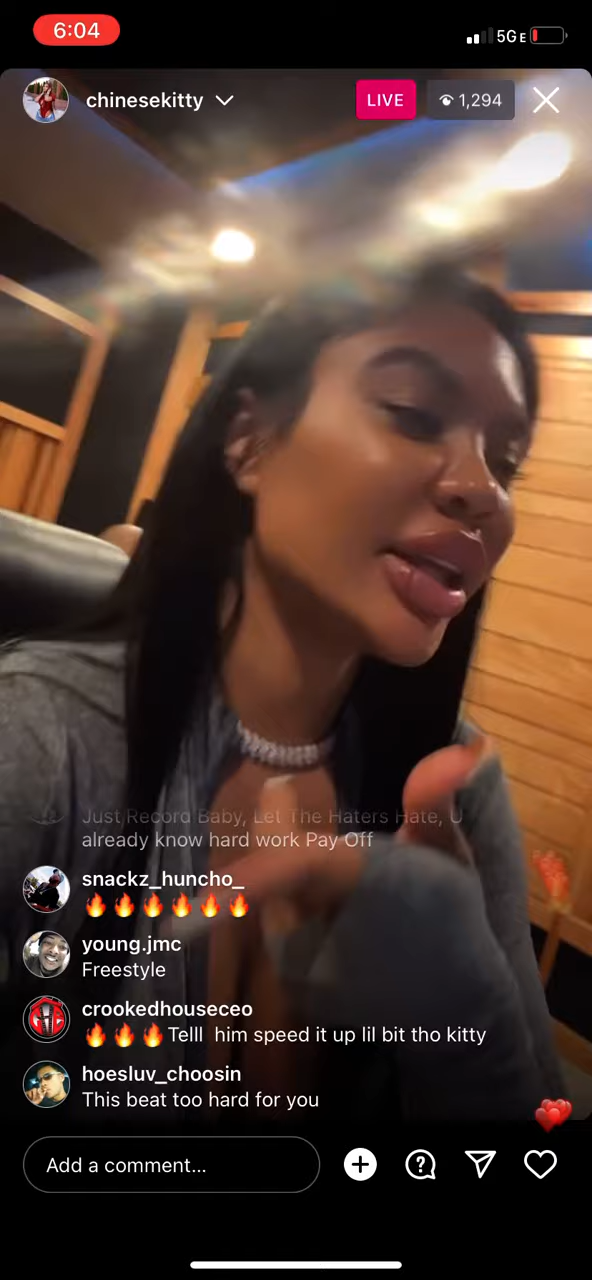 6:04
5GE
chinesekitty
LIVE
1,294
Just Record Baby, Let The Haters Hate, U
already know hard work Pay Off
snackz_huncho_
🔥🔥🔥🔥🔥🔥
young.jmc
Freestyle
crookedhouseceo
🔥🔥🔥Telll  him speed it up lil bit tho kitty
hoesluv_choosin
This beat too hard for you
Add a comment...